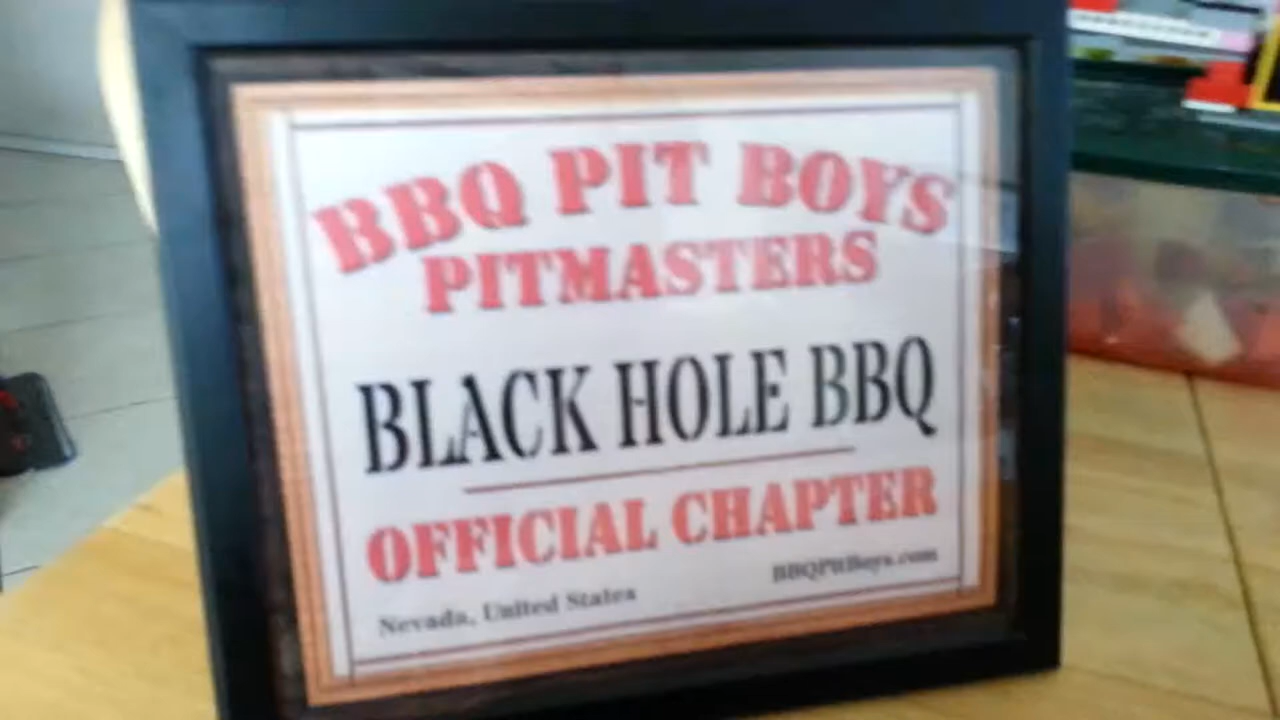 BBQ PIT BOYS
PITMASTERS
BLACK HOLE BBQ
OFFICIAL CHAPTER
BBQPitBoys.com
Nevada, United States